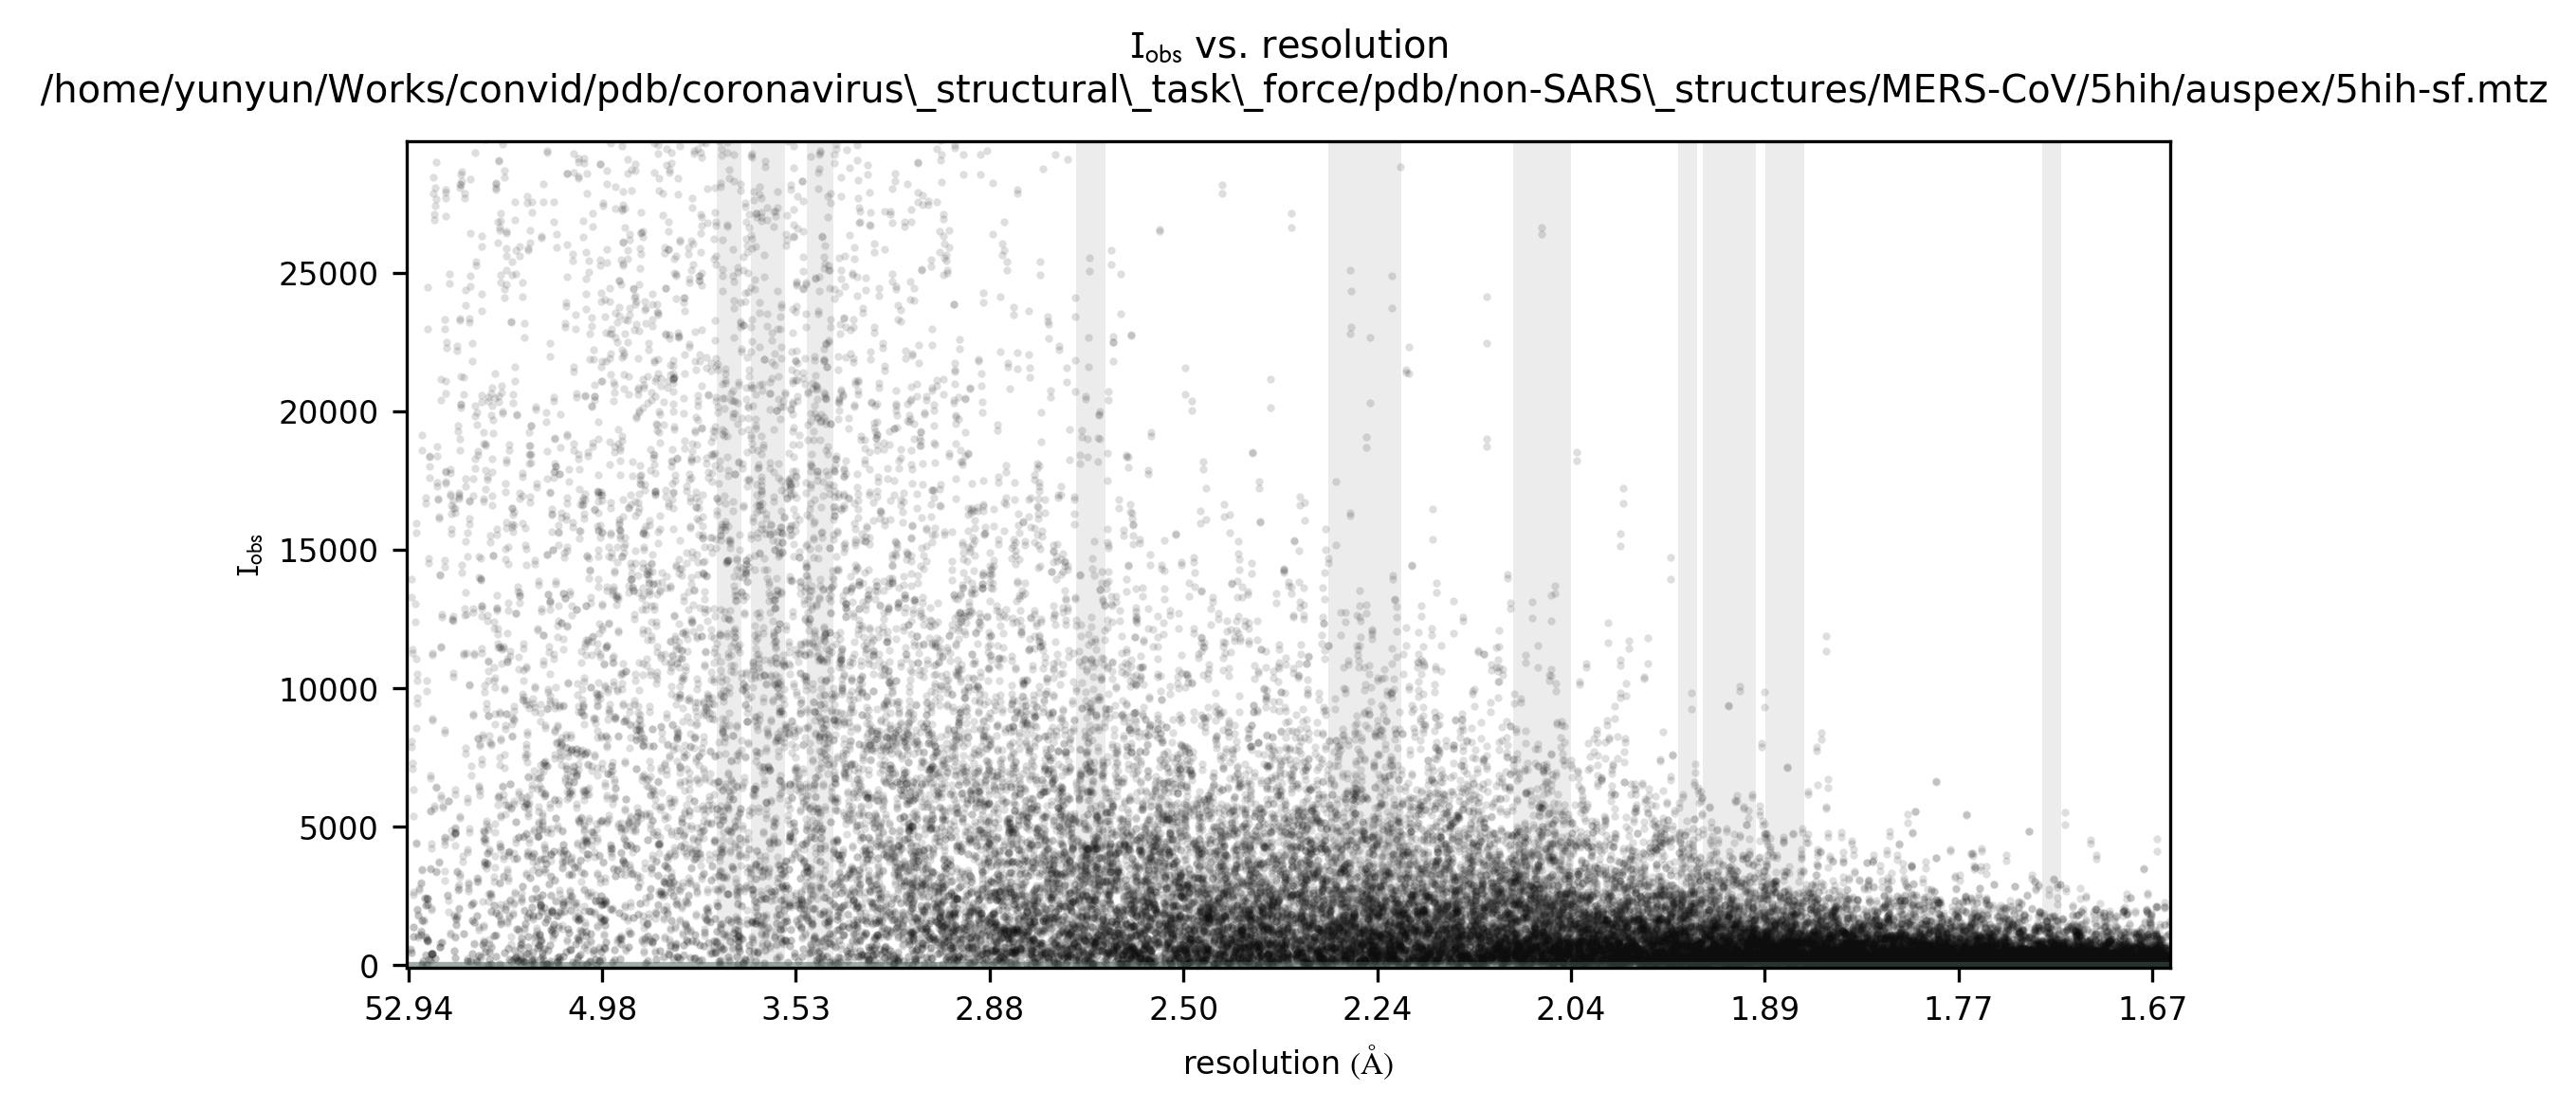 Iobs vs. resolution
/home/yunyun/Works/convid/pdb/coronavirus\_structural\_task\_force/pdb/non-SARS\_structures/MERS-CoV/5hih/auspex/5hih-sf.mtz
Iobs
25000
20000
15000
10000
5000
0
52.94 4.98 3.53 2.88 2.50 2.24 2.04 1.89 1.77 1.67
resolution (Å)